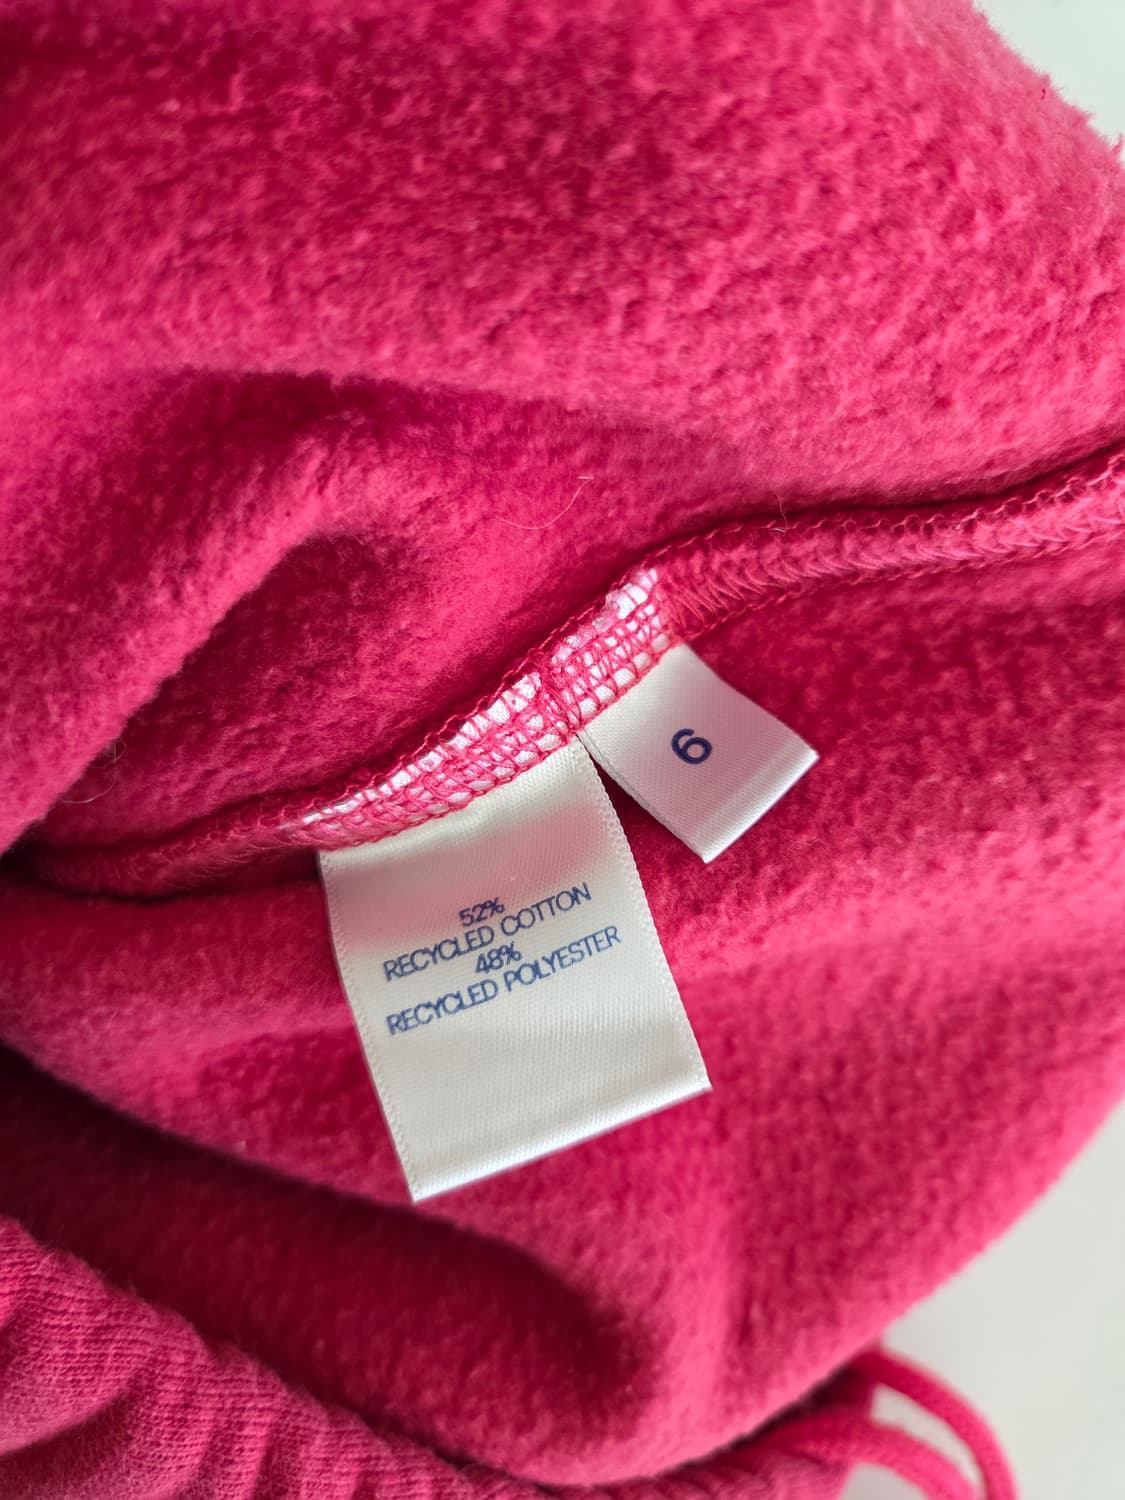 52%
RECYCLED COTTON
48%
RECYCLED POLYESTER
6